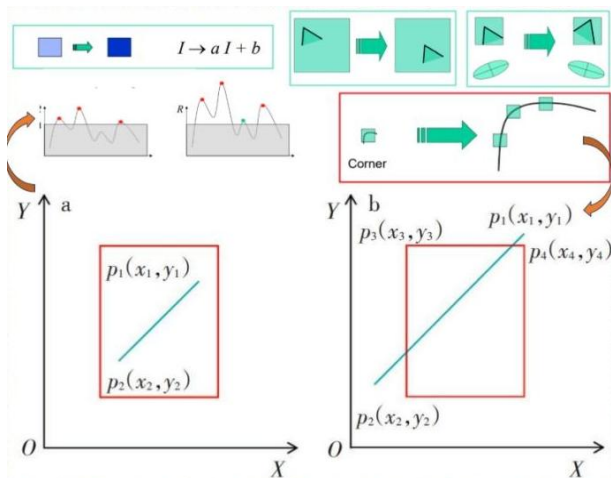 I → a I + b
R
Corner
Y
a
p₁(x₁,y₁)
p₂(x₂,y₂)
O
X
Y
b
p₁(x₁,y₁)
p₃(x₃,y₃)
p₄(x₄,y₄)
p₂(x₂,y₂)
O
X